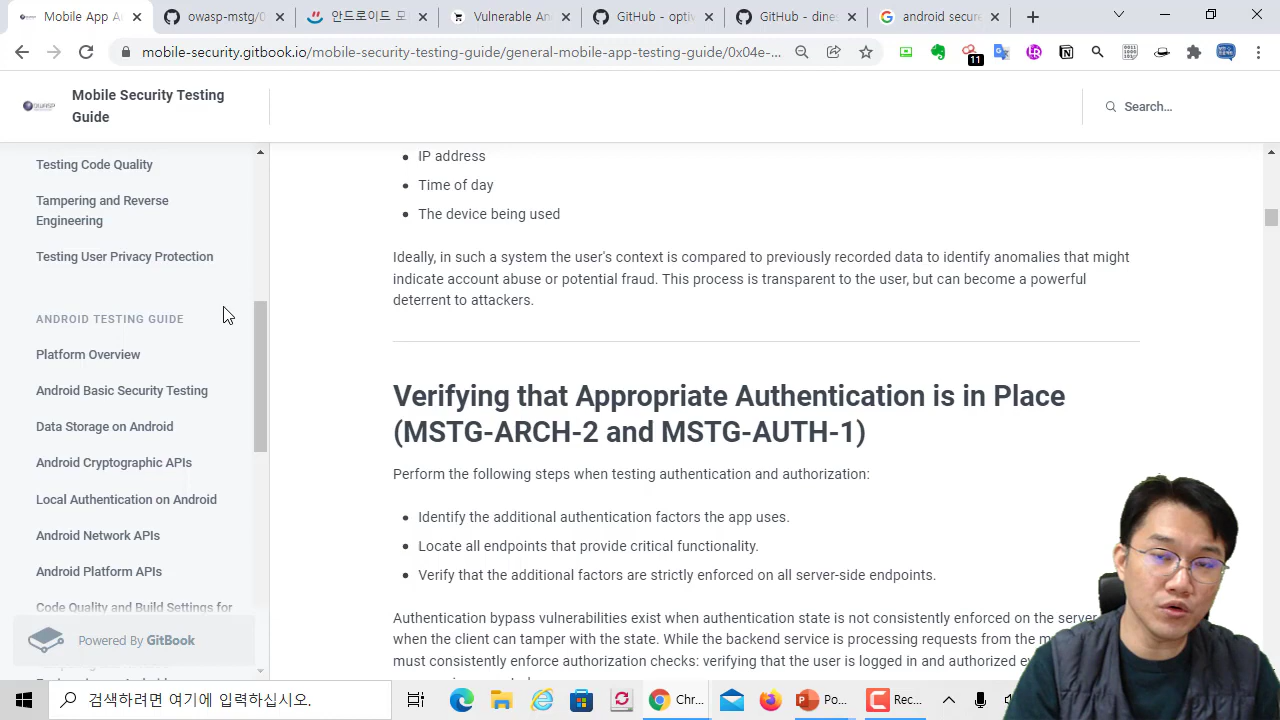 Mobile App A
owasp-mstg/0
안드로이드 모
Vulnerable An
GitHub - optiv
GitHub - dine
android secure
mobile-security.gitbook.io/mobile-security-testing-guide/general-mobile-app-testing-guide/0x04e-...
11
Mobile Security Testing
Guide
Search...
Testing Code Quality
Tampering and Reverse
Engineering
Testing User Privacy Protection
ANDROID TESTING GUIDE
Platform Overview
Android Basic Security Testing
Data Storage on Android
Android Cryptographic APIs
Local Authentication on Android
Android Network APIs
Android Platform APIs
Code Quality and Build Settings for
Powered By GitBook
IP address
Time of day
The device being used
Ideally, in such a system the user's context is compared to previously recorded data to identify anomalies that might
indicate account abuse or potential fraud. This process is transparent to the user, but can become a powerful
deterrent to attackers.
Verifying that Appropriate Authentication is in Place
(MSTG-ARCH-2 and MSTG-AUTH-1)
Perform the following steps when testing authentication and authorization:
Identify the additional authentication factors the app uses.
Locate all endpoints that provide critical functionality.
Verify that the additional factors are strictly enforced on all server-side endpoints.
Authentication bypass vulnerabilities exist when authentication state is not consistently enforced on the server
when the client can tamper with the state. While the backend service is processing requests from the m
must consistently enforce authorization checks: verifying that the user is logged in and authorized
검색하려면 여기에 입력하십시오.
Chr...
Po...
Rec...